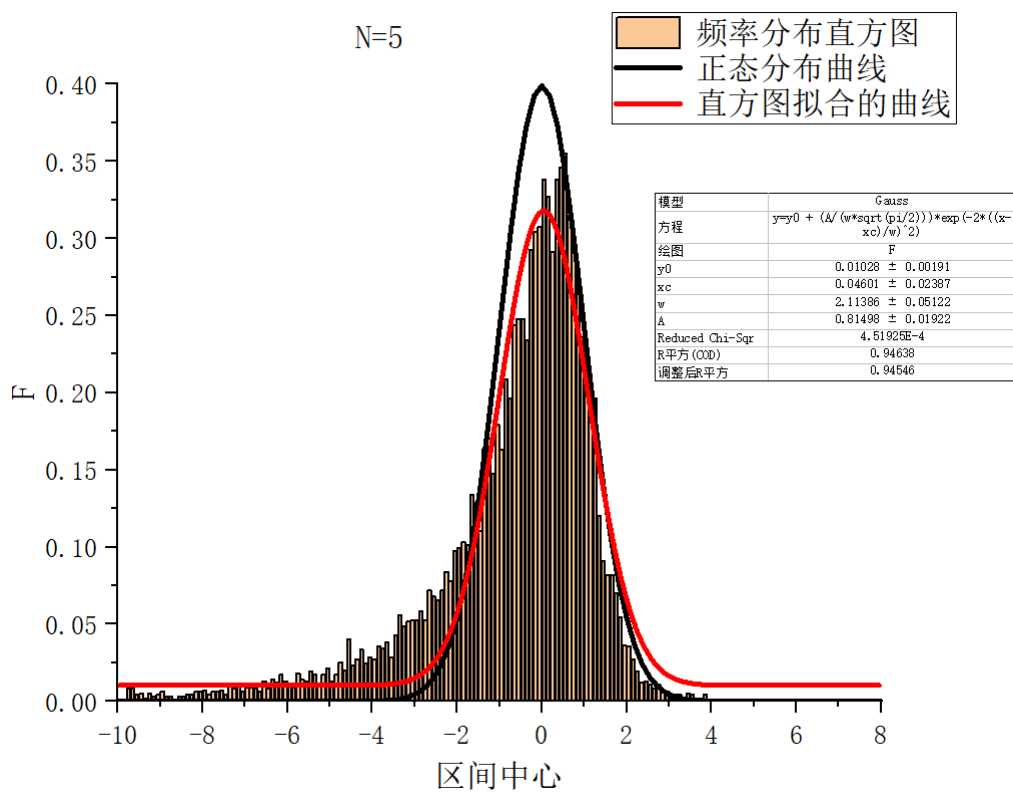 N=5
频率分布直方图
正态分布曲线
直方图拟合的曲线
0.40
0.35
0.30
0.25
0.20
0.15
0.10
0.05
0.00
F
-10
-8
-6
-4
-2
0
2
4
6
8
区间中心
模型 Gauss
方程 y=y0 + (A/(w*sqrt(pi/2)))*exp(-2*((x-
xc)/w)^2)
绘图 F
y0 0.01028 ± 0.00191
xc 0.04601 ± 0.02387
w 2.11386 ± 0.05122
A 0.81498 ± 0.01922
Reduced Chi-Sqr 4.51925E-4
R平方(COD) 0.94638
调整后R平方 0.94546